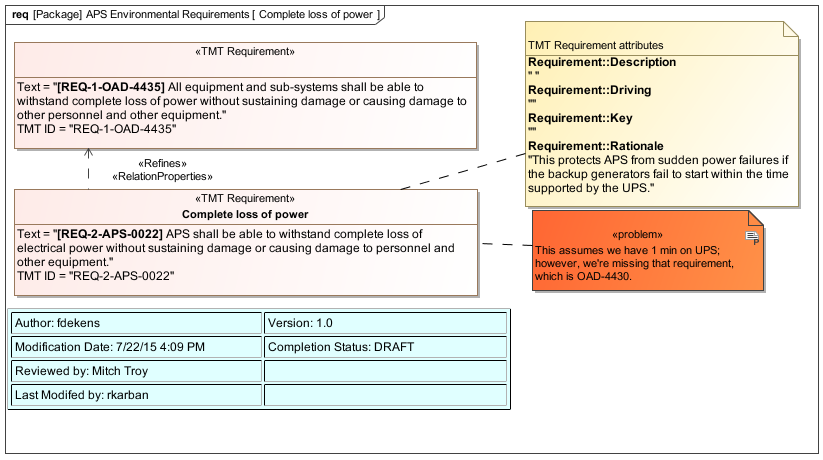 req [Package] APS Environmental Requirements [ Complete loss of power ]
«TMT Requirement»
Text = "[REQ-1-OAD-4435] All equipment and sub-systems shall be able to
withstand complete loss of power without sustaining damage or causing damage to
other personnel and other equipment."
TMT ID = "REQ-1-OAD-4435"
«Refines»
«RelationProperties»
«TMT Requirement»
Complete loss of power
Text = "[REQ-2-APS-0022] APS shall be able to withstand complete loss of
electrical power without sustaining damage or causing damage to personnel and
other equipment."
TMT ID = "REQ-2-APS-0022"
TMT Requirement attributes
Requirement::Description
" "
Requirement::Driving
""
Requirement::Key
""
Requirement::Rationale
"This protects APS from sudden power failures if
the backup generators fail to start within the time
supported by the UPS."
«problem»
P
This assumes we have 1 min on UPS;
however, we're missing that requirement,
which is OAD-4430.
Author: fdekens
Version: 1.0
Modification Date: 7/22/15 4:09 PM
Completion Status: DRAFT
Reviewed by: Mitch Troy
Last Modifed by: rkarban